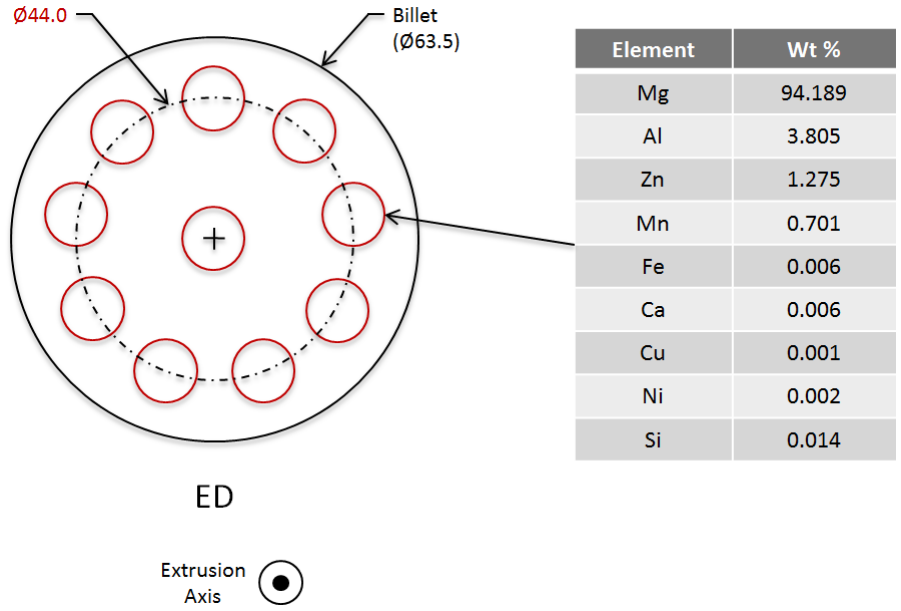 Ø44.0
Billet
(Ø63.5)
Element Wt %
Mg 94.189
Al 3.805
Zn 1.275
Mn 0.701
Fe 0.006
Ca 0.006
Cu 0.001
Ni 0.002
Si 0.014
ED
Extrusion
Axis